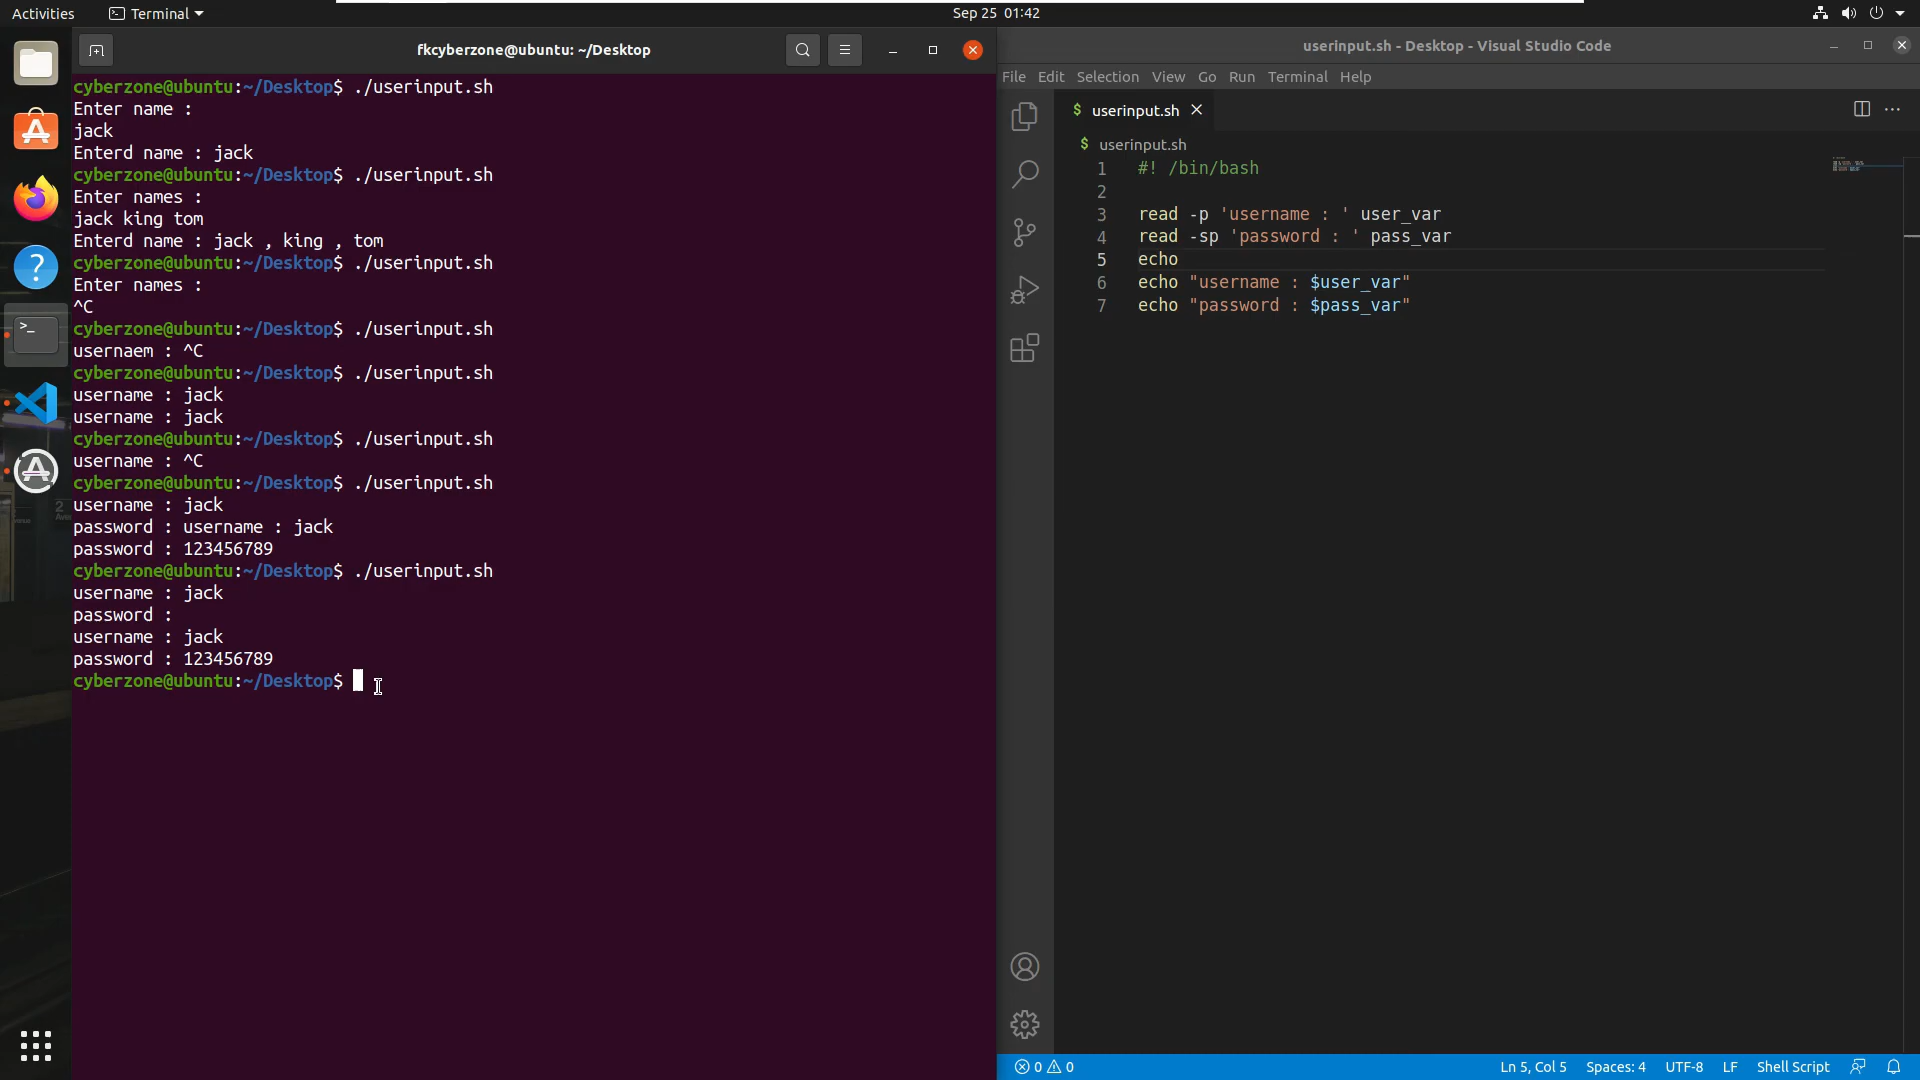 Activities
Terminal
Sep 25 01:42
fkcyberzone@ubuntu: ~/Desktop
cyberzone@ubuntu:~/Desktop$ ./userinput.sh
Enter name :
jack
Enterd name : jack
cyberzone@ubuntu:~/Desktop$ ./userinput.sh
Enter names :
jack king tom
Enterd name : jack , king , tom
cyberzone@ubuntu:~/Desktop$ ./userinput.sh
Enter names :
^C
cyberzone@ubuntu:~/Desktop$ ./userinput.sh
usernaem : ^C
cyberzone@ubuntu:~/Desktop$ ./userinput.sh
username : jack
username : jack
cyberzone@ubuntu:~/Desktop$ ./userinput.sh
username : ^C
cyberzone@ubuntu:~/Desktop$ ./userinput.sh
username : jack
password : username : jack
password : 123456789
cyberzone@ubuntu:~/Desktop$ ./userinput.sh
username : jack
password :
username : jack
password : 123456789
cyberzone@ubuntu:~/Desktop$
userinput.sh - Desktop - Visual Studio Code
File Edit Selection View Go Run Terminal Help
$ userinput.sh
$ userinput.sh
1 #! /bin/bash
2
3 read -p 'username : ' user_var
4 read -sp 'password : ' pass_var
5 echo
6 echo "username : $user_var"
7 echo "password : $pass_var"
0 0
Ln 5, Col 5 Spaces: 4 UTF-8 LF Shell Script